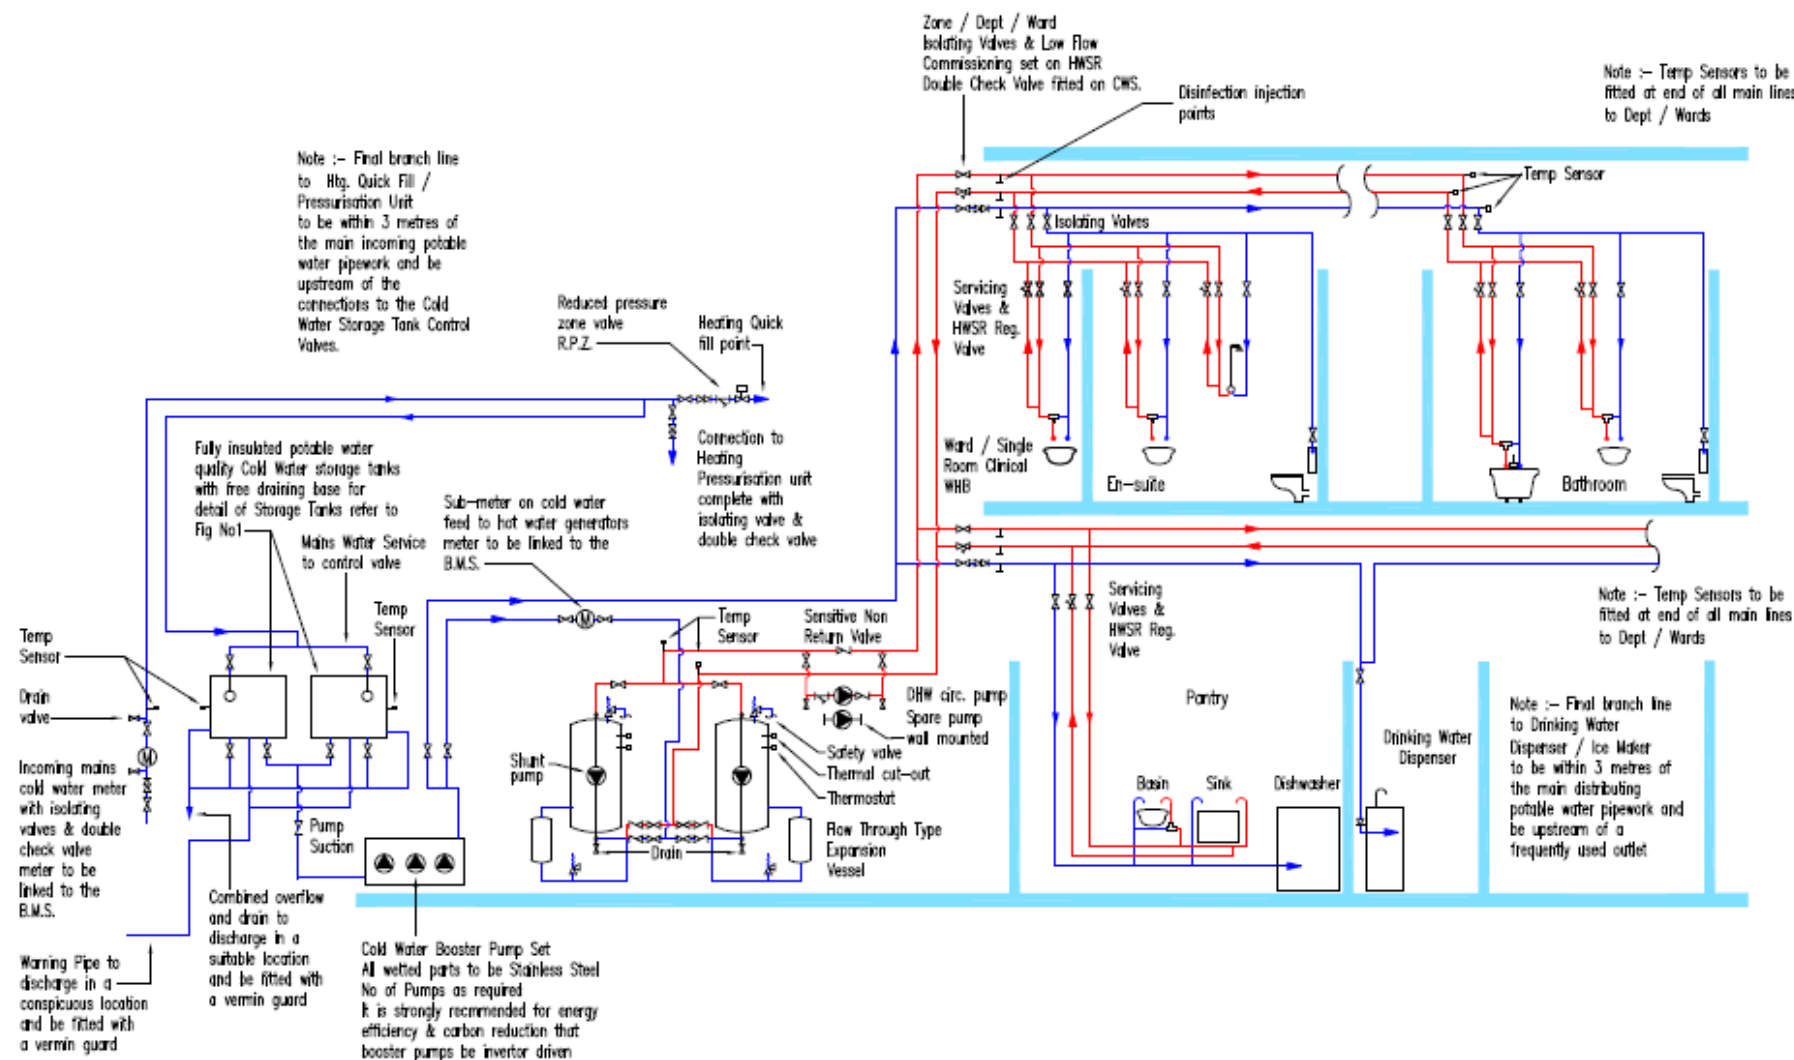 Zone / Dept / Ward
Isolating Valves & Low Flow
Commissioning set on HWSR
Double Check Valve fitted on CWS.
Disinfection injection
points
Note :- Temp Sensors to be
fitted at end of all main lines
to Dept / Wards
Note :- Final branch line
to Htg. Quick Fill /
Pressurisation Unit
to be within 3 metres of
the main incoming potable
water pipework and be
upstream of the
connections to the Cold
Water Storage Tank Control
Valves.
Temp Sensor
Isolating Valves
Servicing
Valves &
HWSR Reg.
Valve
Reduced pressure
zone valve
R.P.Z.
Heating Quick
fill point
Fully insulated potable water
quality Cold Water storage tanks
with free draining base for
detail of Storage Tanks refer to
Fig No1
Mains Water Service
to control valve
Sub-meter on cold water
feed to hot water generators
meter to be linked to the
B.M.S.
Connection to
Heating
Pressurisation unit
complete with
isolating valve &
double check valve
Ward / Single
Room Clinical
WHB
En-suite
Bathroom
Temp
Sensor
Temp
Sensor
Drain
valve
M
Incoming mains
cold water meter
with isolating
valves & double
check valve
meter to be
linked to the
B.M.S.
M
Temp
Sensor
Sensitive Non
Return Valve
DHW circ. pump
Spare pump
wall mounted
Safety valve
Thermal cut-out
Thermostat
Shunt
pump
Flow Through Type
Expansion
Vessel
Drain
Pump
Suction
Servicing
Valves &
HWSR Reg.
Valve
Pantry
Basin
Sink
Dishwasher
Drinking Water
Dispenser
Note :- Temp Sensors to be
fitted at end of all main lines
to Dept / Wards
Note :- Final branch line
to Drinking Water
Dispenser / Ice Maker
to be within 3 metres of
the main distributing
potable water pipework and
be upstream of a
frequently used outlet
Combined overflow
and drain to
discharge in a
suitable location
and be fitted with
a vermin guard
Warning Pipe to
discharge in a
conspicuous location
and be fitted with
a vermin guard
Cold Water Booster Pump Set
All wetted parts to be Stainless Steel
No of Pumps as required
It is strongly recmmended for energy
efficiency & carbon reduction that
booster pumps be invertor driven